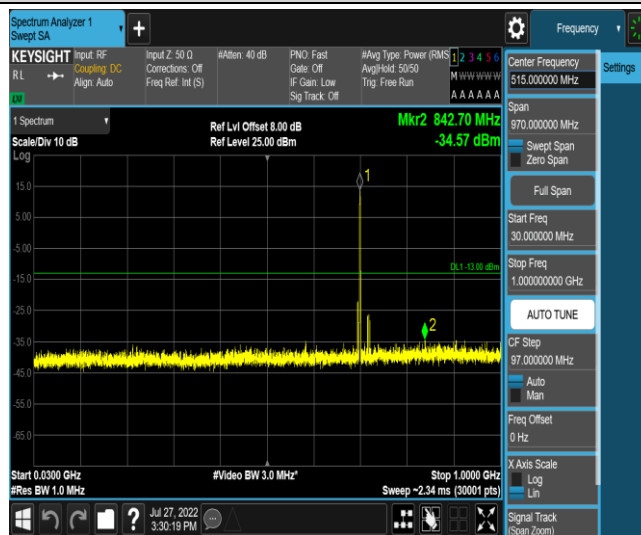 Spectrum Analyzer 1
Swept SA
+
Frequency
KEYSIGHT
RL
LXI
Input: RF
Coupling: DC
Align: Auto
Input Z: 50 Ω
Corrections: Off
Freq Ref: Int (S)
#Atten: 40 dB
PNO: Fast
Gate: Off
IF Gain: Low
Sig Track: Off
#Avg Type: Power (RMS
Avg|Hold: 50/50
Trig: Free Run
1 2 3 4 5 6
M W W W W W
A A A A A A
1 Spectrum
Scale/Div 10 dB
Log
Ref Lvl Offset 8.00 dB
Ref Level 25.00 dBm
Mkr2 842.70 MHz
-34.57 dBm
15.0
5.00
-5.00
-15.0
-25.0
-35.0
-45.0
-55.0
-65.0
1
DL1 -13.00 dBm
2
Start 0.0300 GHz
#Res BW 1.0 MHz
#Video BW 3.0 MHz*
Stop 1.0000 GHz
Sweep ~2.34 ms (30001 pts)
?
Jul 27, 2022
3:30:19 PM
Center Frequency
515.000000 MHz
Span
970.000000 MHz
Swept Span
Zero Span
Full Span
Start Freq
30.000000 MHz
Stop Freq
1.000000000 GHz
AUTO TUNE
CF Step
97.000000 MHz
Auto
Man
Freq Offset
0 Hz
X Axis Scale
Log
Lin
Signal Track
(Span Zoom)
Settings